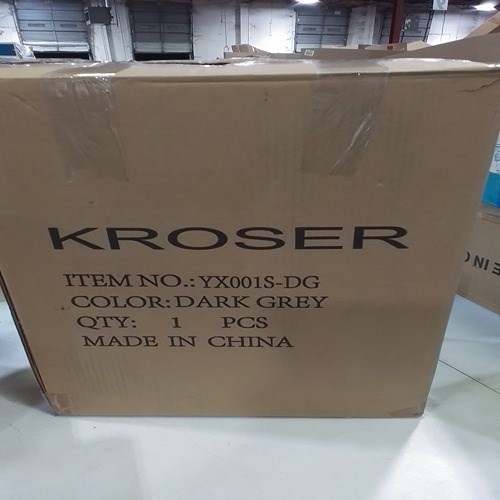 KROSER
ITEM NO.: YX001S-DG
COLOR: DARK GREY
QTY: 1 PCS
MADE IN CHINA